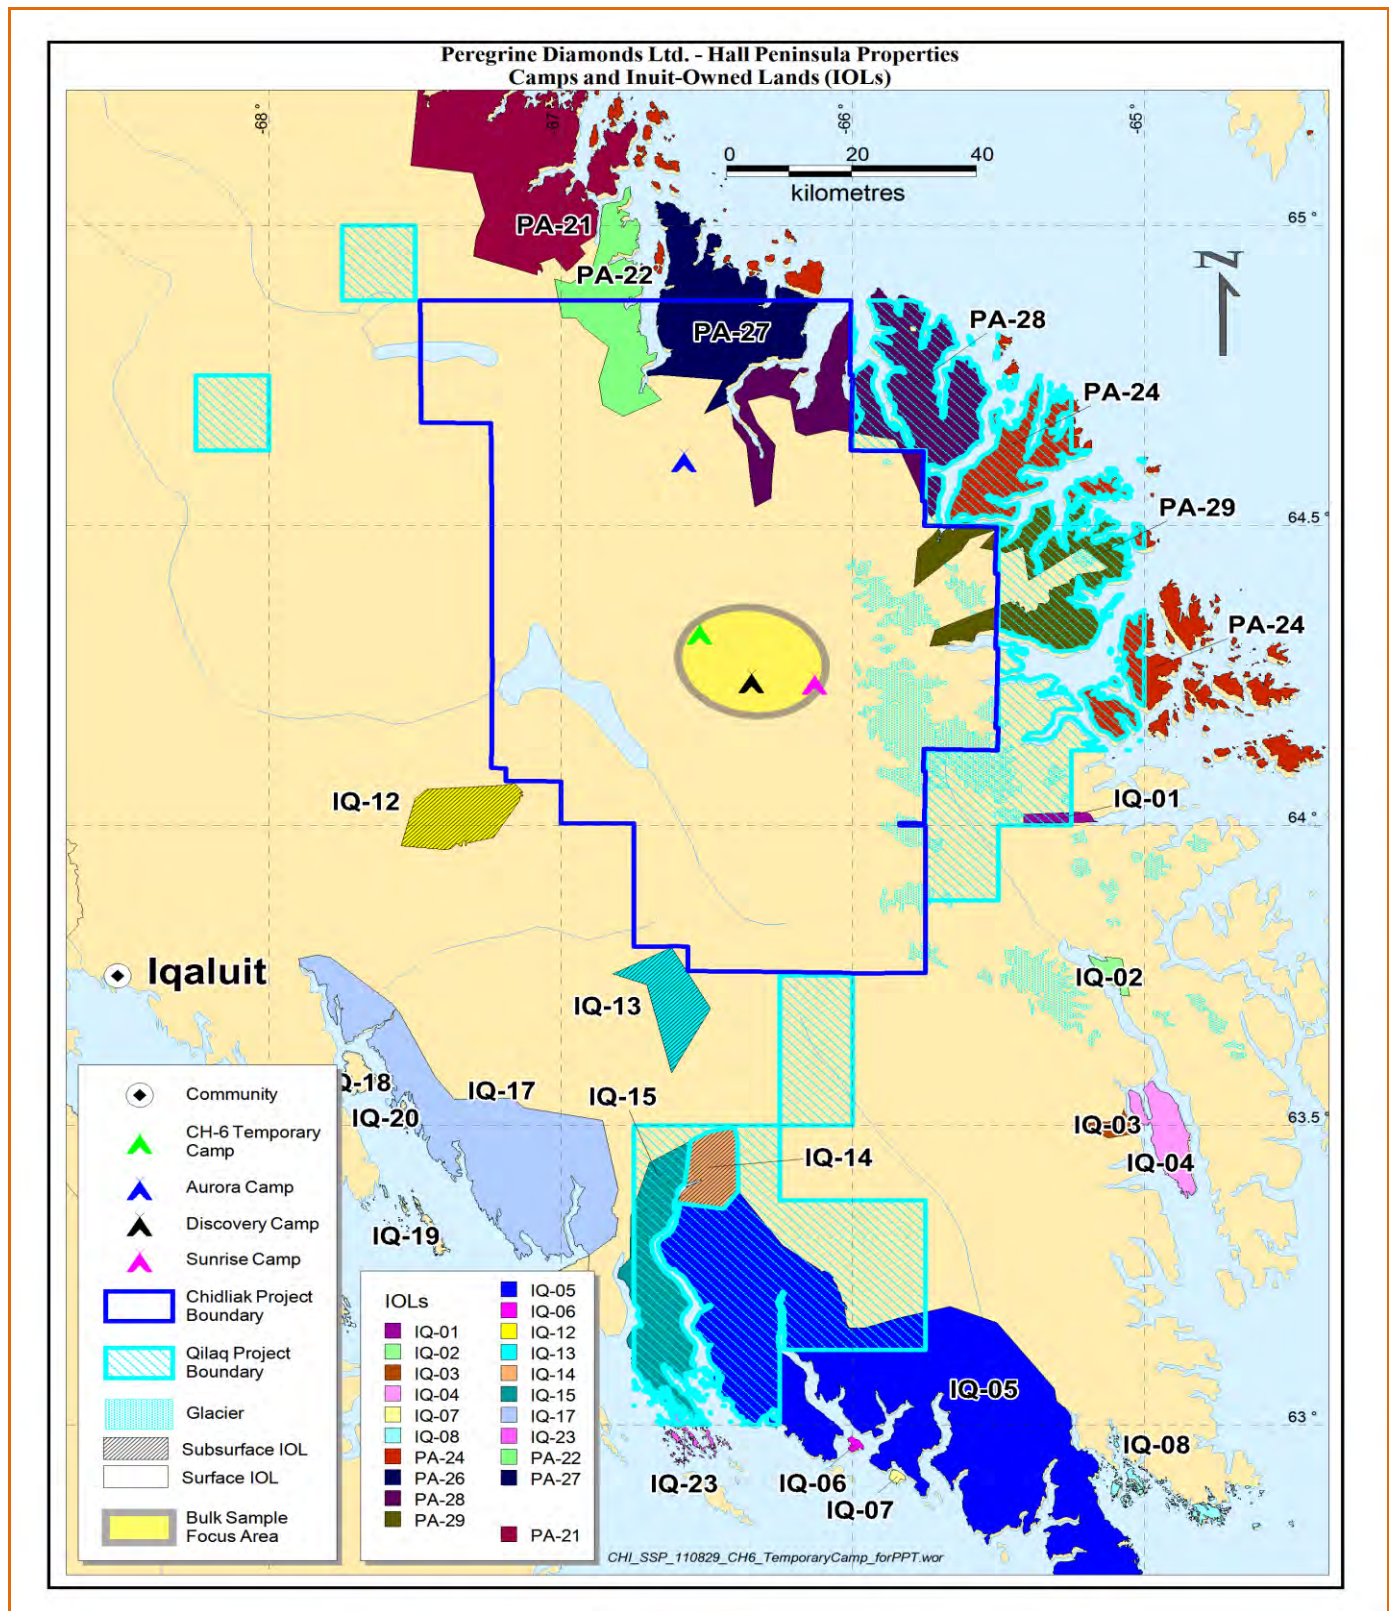 Peregrine Diamonds Ltd. - Hall Peninsula Properties
Camps and Inuit-Owned Lands (IOLs)
-68°
-67°
-66°
-65°
0 20 40
kilometres
N
65°
PA-21
PA-22
PA-27
PA-28
PA-24
PA-29
64.5°
PA-24
IQ-12
IQ-01
64°
Iqaluit
IQ-02
IQ-13
IQ-15
IQ-17
Q-18
IQ-20
63.5°
IQ-03
IQ-14
IQ-04
IQ-19
IQ-05
63°
IQ-08
IQ-23
IQ-06
IQ-07
Community
CH-6 Temporary
Camp
Aurora Camp
Discovery Camp
Sunrise Camp
Chidliak Project
Boundary
Qilaq Project
Boundary
Glacier
Subsurface IOL
Surface IOL
Bulk Sample
Focus Area
IOLs
IQ-01
IQ-02
IQ-03
IQ-04
IQ-07
IQ-08
PA-24
PA-26
PA-28
PA-29
IQ-05
IQ-06
IQ-12
IQ-13
IQ-14
IQ-15
IQ-17
IQ-23
PA-22
PA-27
PA-21
CHI_SSP_110829_CH6_TemporaryCamp_forPPT.wor